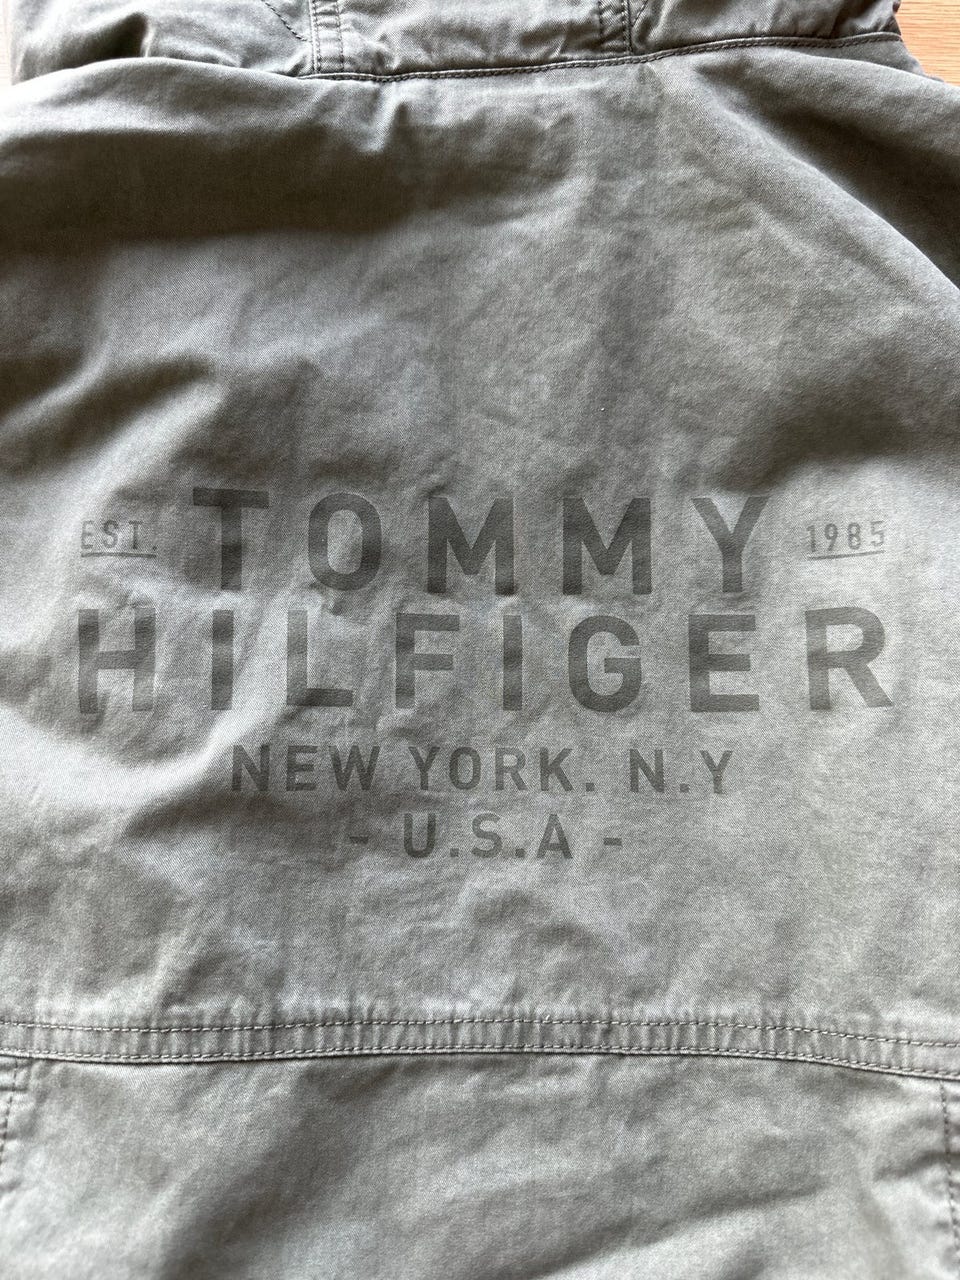 EST. TOMMY 1985
HILFIGER
NEW YORK. N.Y
- U.S.A -